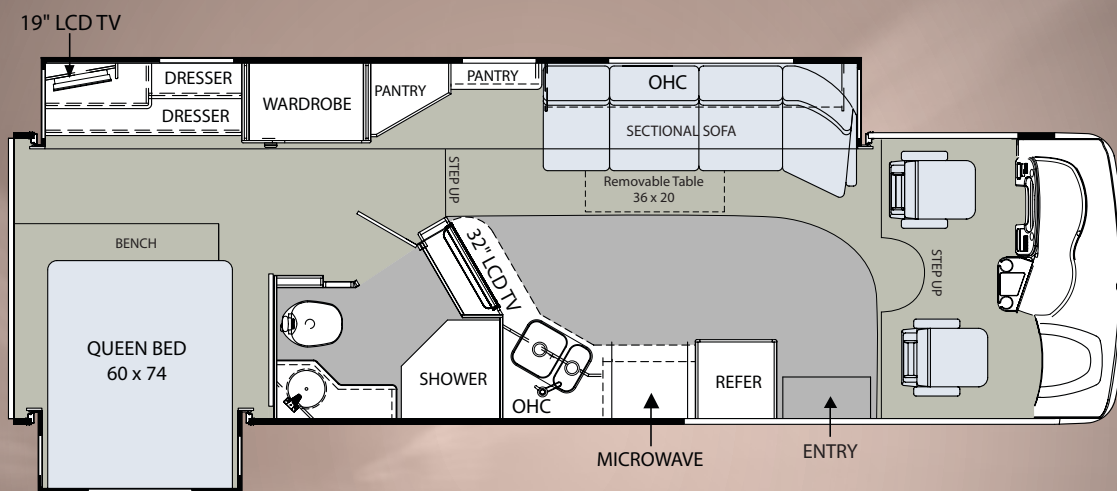 19" LCD TV
DRESSER
DRESSER
WARDROBE
PANTRY
PANTRY
OHC
SECTIONAL SOFA
Removable Table
36 x 20
STEP UP
BENCH
32" LCD TV
STEP UP
QUEEN BED
60 x 74
SHOWER
OHC
REFER
MICROWAVE
ENTRY